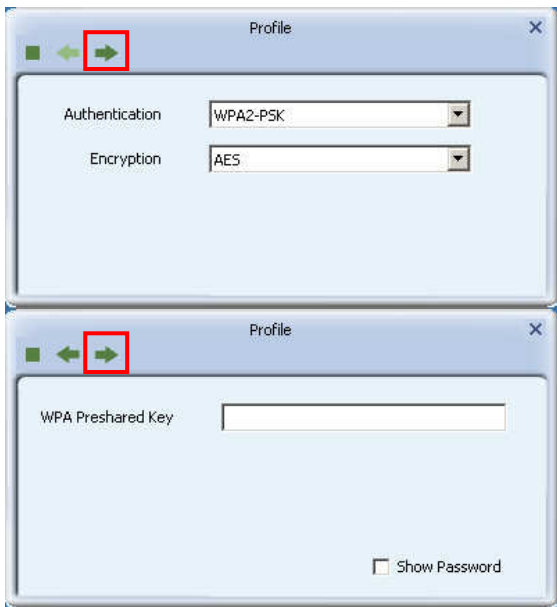 Profile
Authentication WPA2-PSK
Encryption AES
Profile
WPA Preshared Key
Show Password